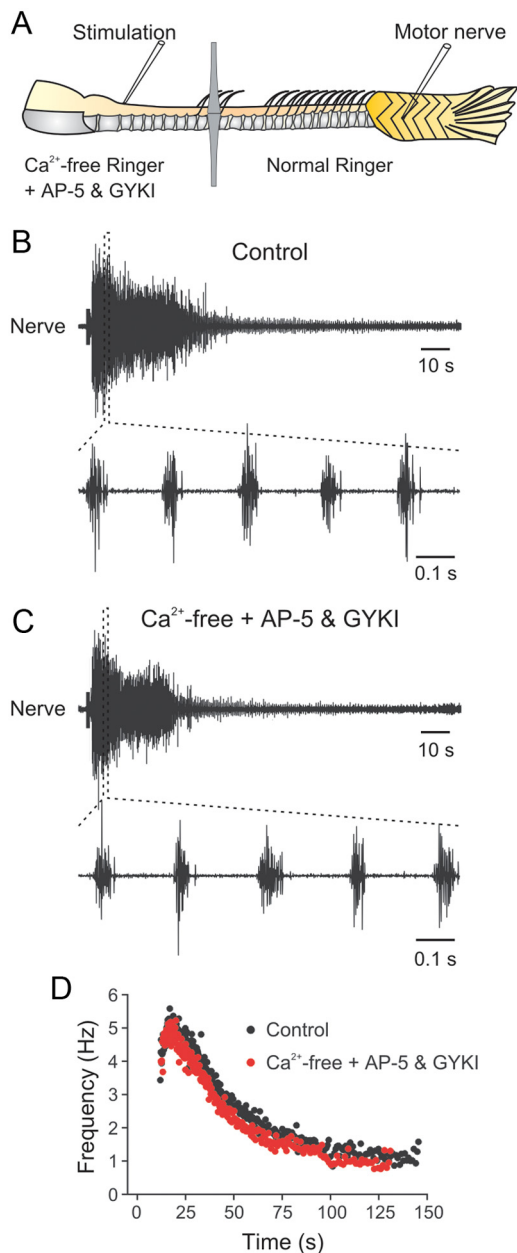 A
Stimulation
Motor nerve
Ca²⁺-free Ringer
+ AP-5 & GYKI
Normal Ringer
B
Control
Nerve
10 s
0.1 s
C
Ca²⁺-free + AP-5 & GYKI
Nerve
10 s
0.1 s
D
6
5
4
3
2
1
0
Frequency (Hz)
Control
Ca²⁺-free + AP-5 & GYKI
0 25 50 75 100 125 150
Time (s)